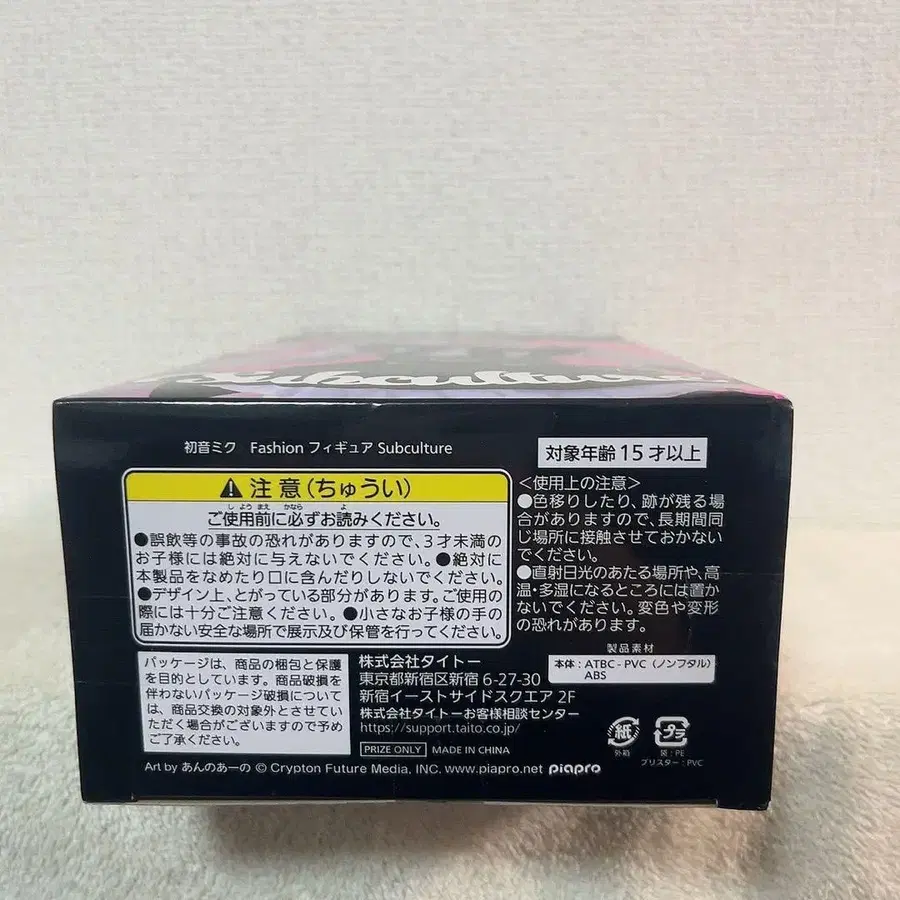 Subculture
初音ミク Fashion フィギュア Subculture
対象年齢 15 才以上
注意(ちゅうい)
しようまえ かなら よ
ご使用前に必ずお読みください。
●誤飲等の事故の恐れがありますので、3才未満の
お子様には絶対に与えないでください。●絶対に
本製品をなめたり口に含んだりしないでください。
●デザイン上、とがっている部分があります。ご使用の
際には十分ご注意ください。●小さなお子様の手の
届かない安全な場所で展示及び保管を行ってください。
<使用上の注意>
●色移りしたり、跡が残る場
合がありますので、長期間同
じ場所に接触させておかない
でください。
●直射日光のあたる場所や、高
温・多湿になるところには置か
ないでください。変色や変形
の恐れがあります。
製品素材
本体:ATBC-PVC(ノンフタル)
ABS
パッケージは、商品の梱包と保護
を目的としています。商品破損を
伴わないパッケージ破損について
は、商品交換の対象外とさせてい
ただく場合がございますので予め
ご了承ください。
株式会社タイトー
東京都新宿区新宿 6-27-30
新宿イーストサイドスクエア 2F
株式会社タイトーお客様相談センター
https://support.taito.co.jp/
PRIZE ONLY MADE IN CHINA
紙
外箱
プラ
袋:PE
ブリスター:PVC
Art by あんのあーの © Crypton Future Media, INC. www.piapro.net piapro